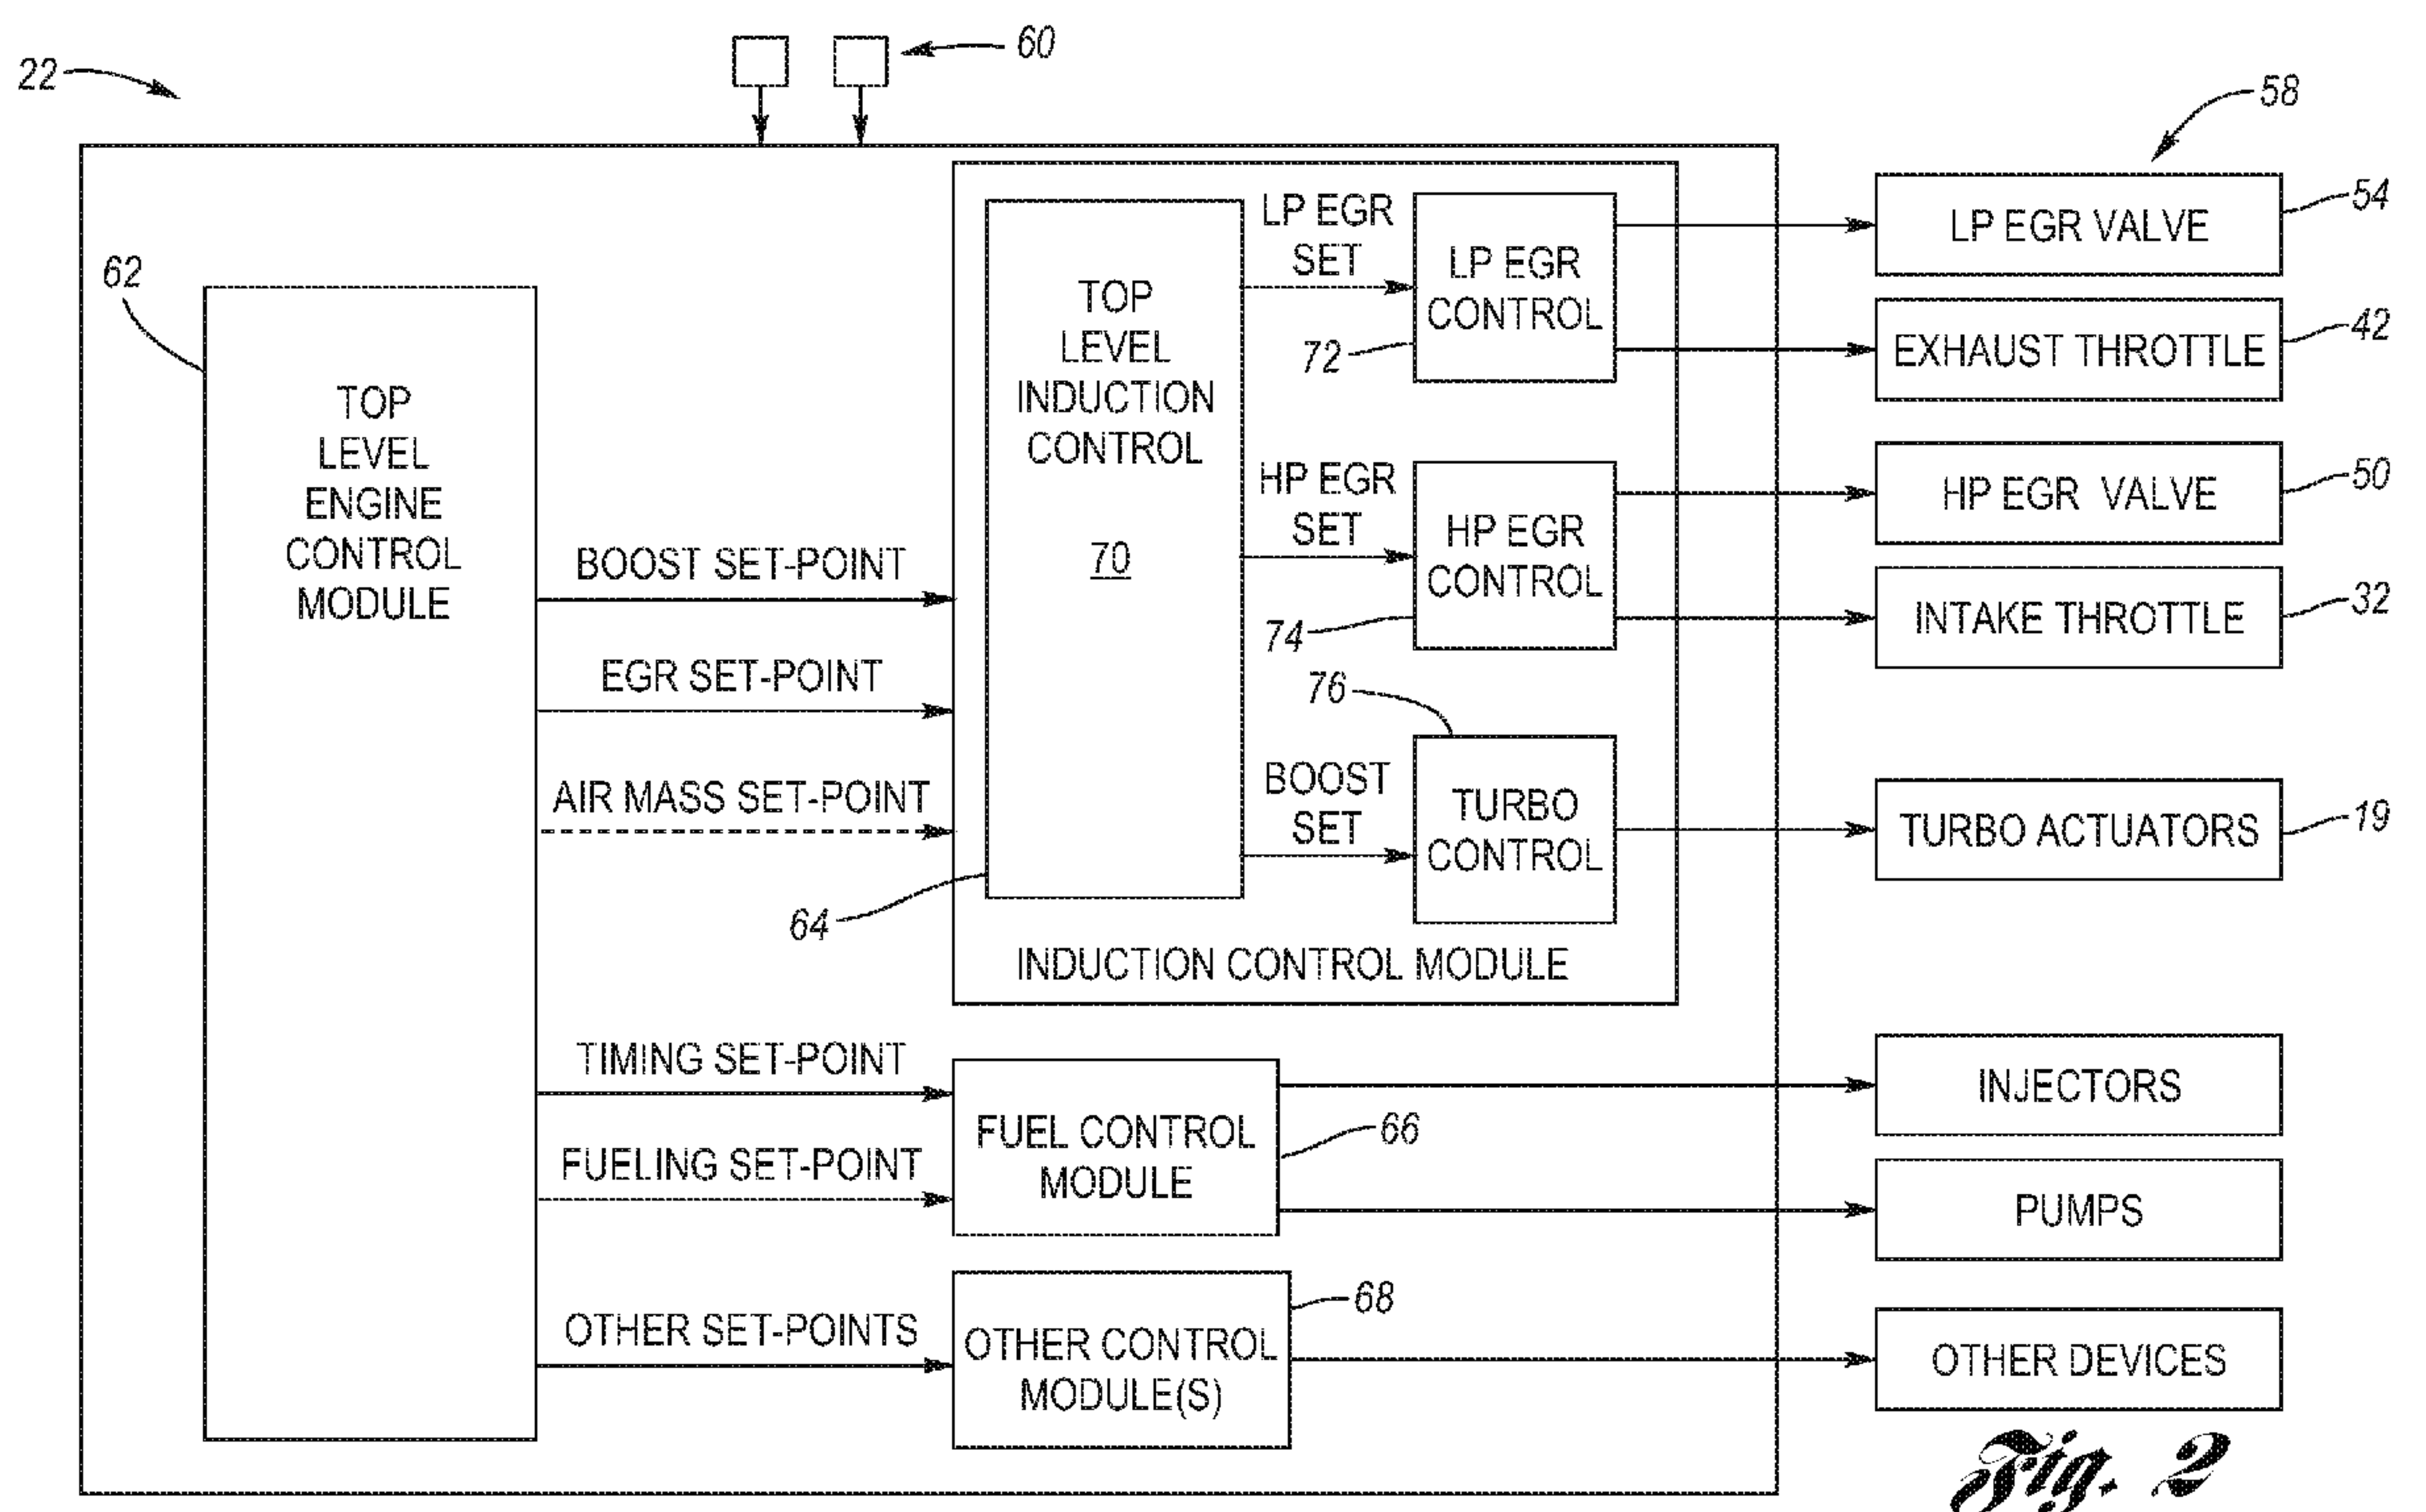 22
60
58
62
TOP
LEVEL
ENGINE
CONTROL
MODULE
BOOST SET-POINT
EGR SET-POINT
AIR MASS SET-POINT
TIMING SET-POINT
FUELING SET-POINT
OTHER SET-POINTS
TOP
LEVEL
INDUCTION
CONTROL
70
64
LP EGR
SET
LP EGR
CONTROL
72
HP EGR
SET
HP EGR
CONTROL
74
76
BOOST
SET
TURBO
CONTROL
INDUCTION CONTROL MODULE
FUEL CONTROL
MODULE
66
OTHER CONTROL
MODULE(S)
68
LP EGR VALVE
54
EXHAUST THROTTLE
42
HP EGR VALVE
50
INTAKE THROTTLE
32
TURBO ACTUATORS
19
INJECTORS
PUMPS
OTHER DEVICES
Fig. 2